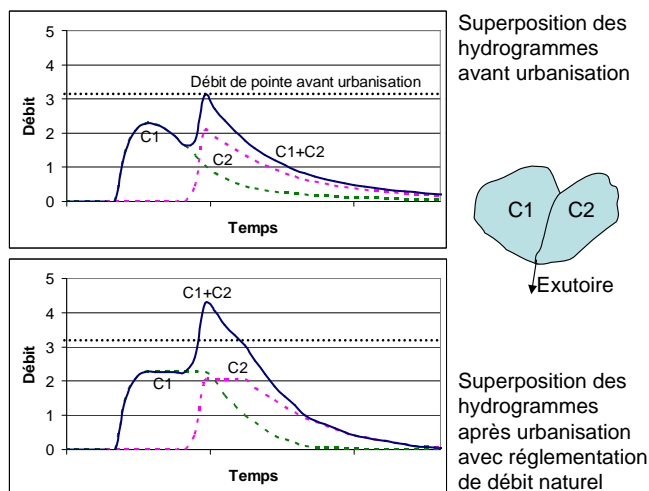 5
4
3
2
1
0
Débit
Débit de pointe avant urbanisation
C1
C2
C1+C2
Temps
Superposition des
hydrogrammes
avant urbanisation
C1
C2
Exutoire
5
4
3
2
1
0
Débit
C1+C2
C1
C2
Temps
Superposition des
hydrogrammes
après urbanisation
avec réglementation
de débit naturel